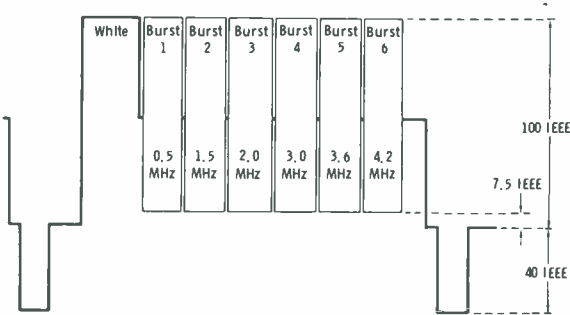 White
Burst 1
Burst 2
Burst 3
Burst 4
Burst 5
Burst 6
0.5 MHz
1.5 MHz
2.0 MHz
3.0 MHz
3.6 MHz
4.2 MHz
100 IEEE
7.5 IEEE
40 IEEE